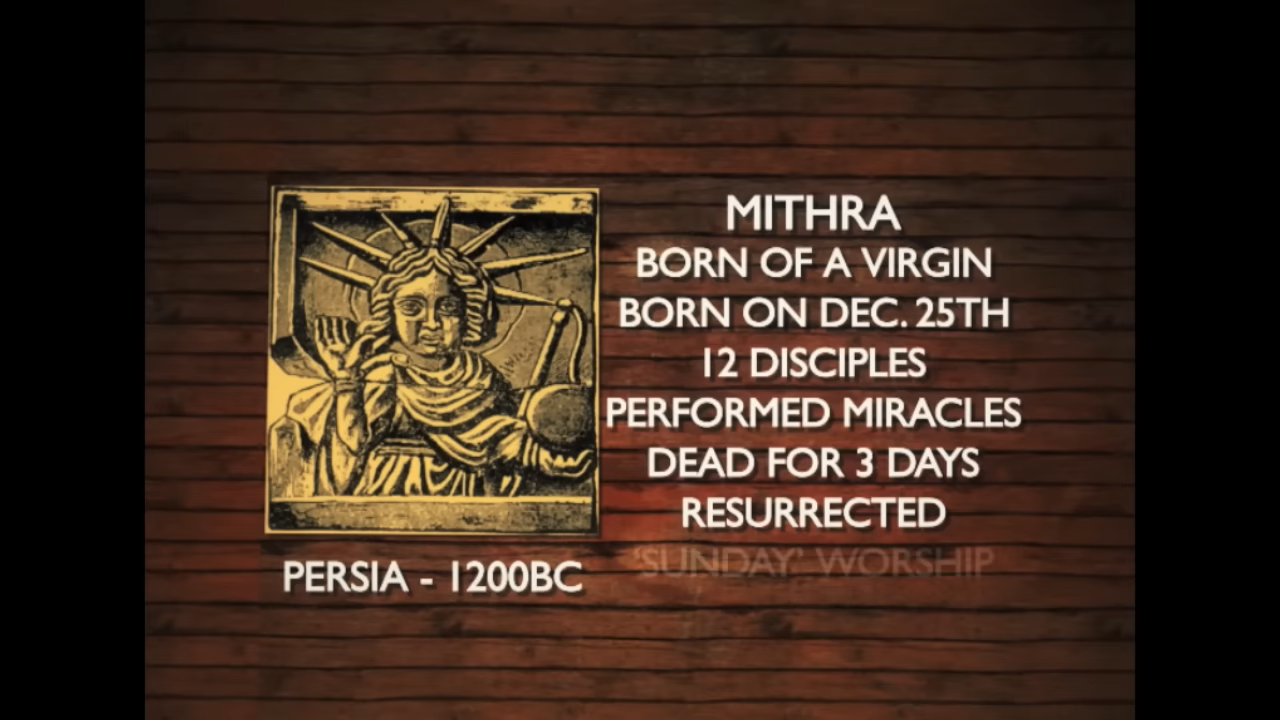 MITHRA
BORN OF A VIRGIN
BORN ON DEC. 25TH
12 DISCIPLES
PERFORMED MIRACLES
DEAD FOR 3 DAYS
RESURRECTED
'SUNDAY' WORSHIP
PERSIA - 1200BC